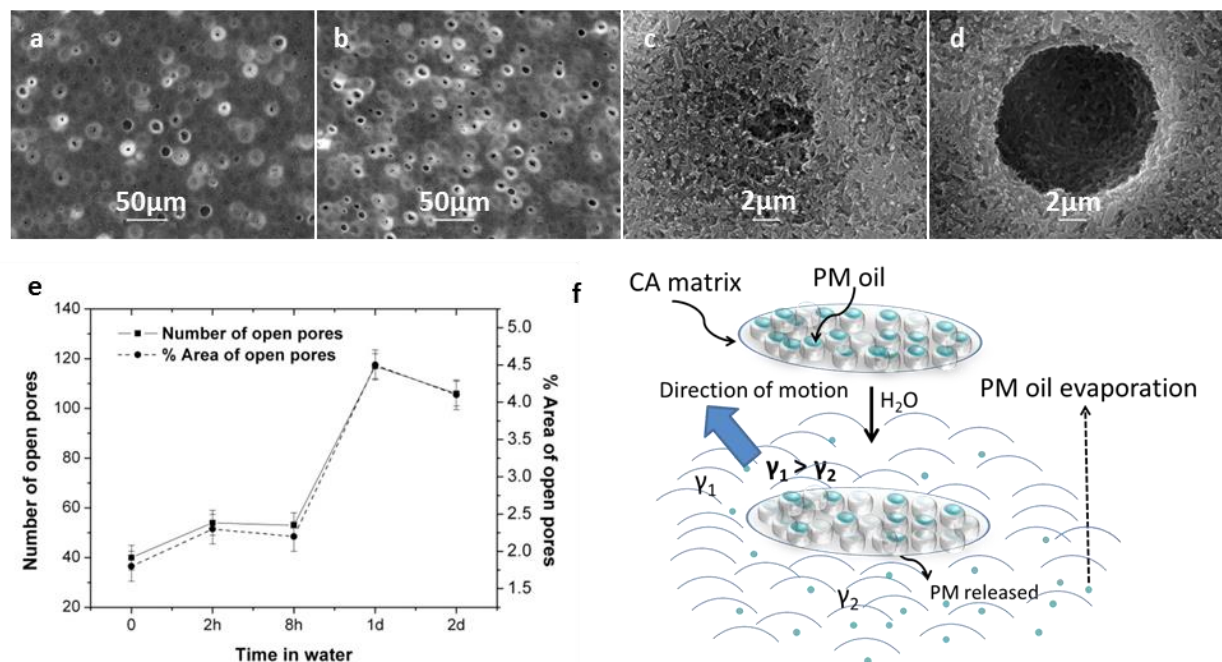 a
50µm
b
50µm
c
2µm
d
2µm
e
140
120
100
80
60
40
20
Number of open pores
Number of open pores
% Area of open pores
5.0
4.5
4.0
3.5
3.0
2.5
2.0
1.5
% Area of open pores
0 2h 8h 1d 2d
Time in water
f
CA matrix
PM oil
Direction of motion
H₂O
PM oil evaporation
γ₁ > γ₂
γ₁
γ₂
PM released